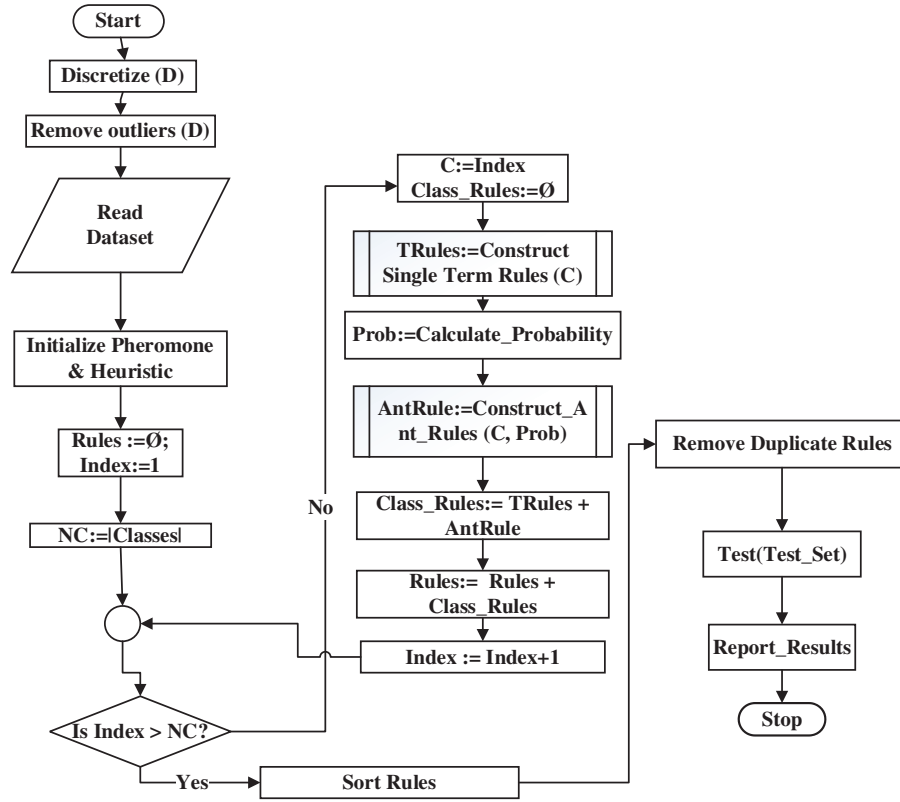 Start
Discretize (D)
Remove outliers (D)
Read
Dataset
Initialize Pheromone
& Heuristic
Rules :=Ø;
Index:=1
NC:=|Classes|
Is Index > NC?
No
Yes
Sort Rules
C:=Index
Class_Rules:=Ø
TRules:=Construct
Single Term Rules (C)
Prob:=Calculate_Probability
AntRule:=Construct_A
nt_Rules (C, Prob)
Class_Rules:= TRules +
AntRule
Rules:= Rules +
Class_Rules
Index := Index+1
Remove Duplicate Rules
Test(Test_Set)
Report_Results
Stop